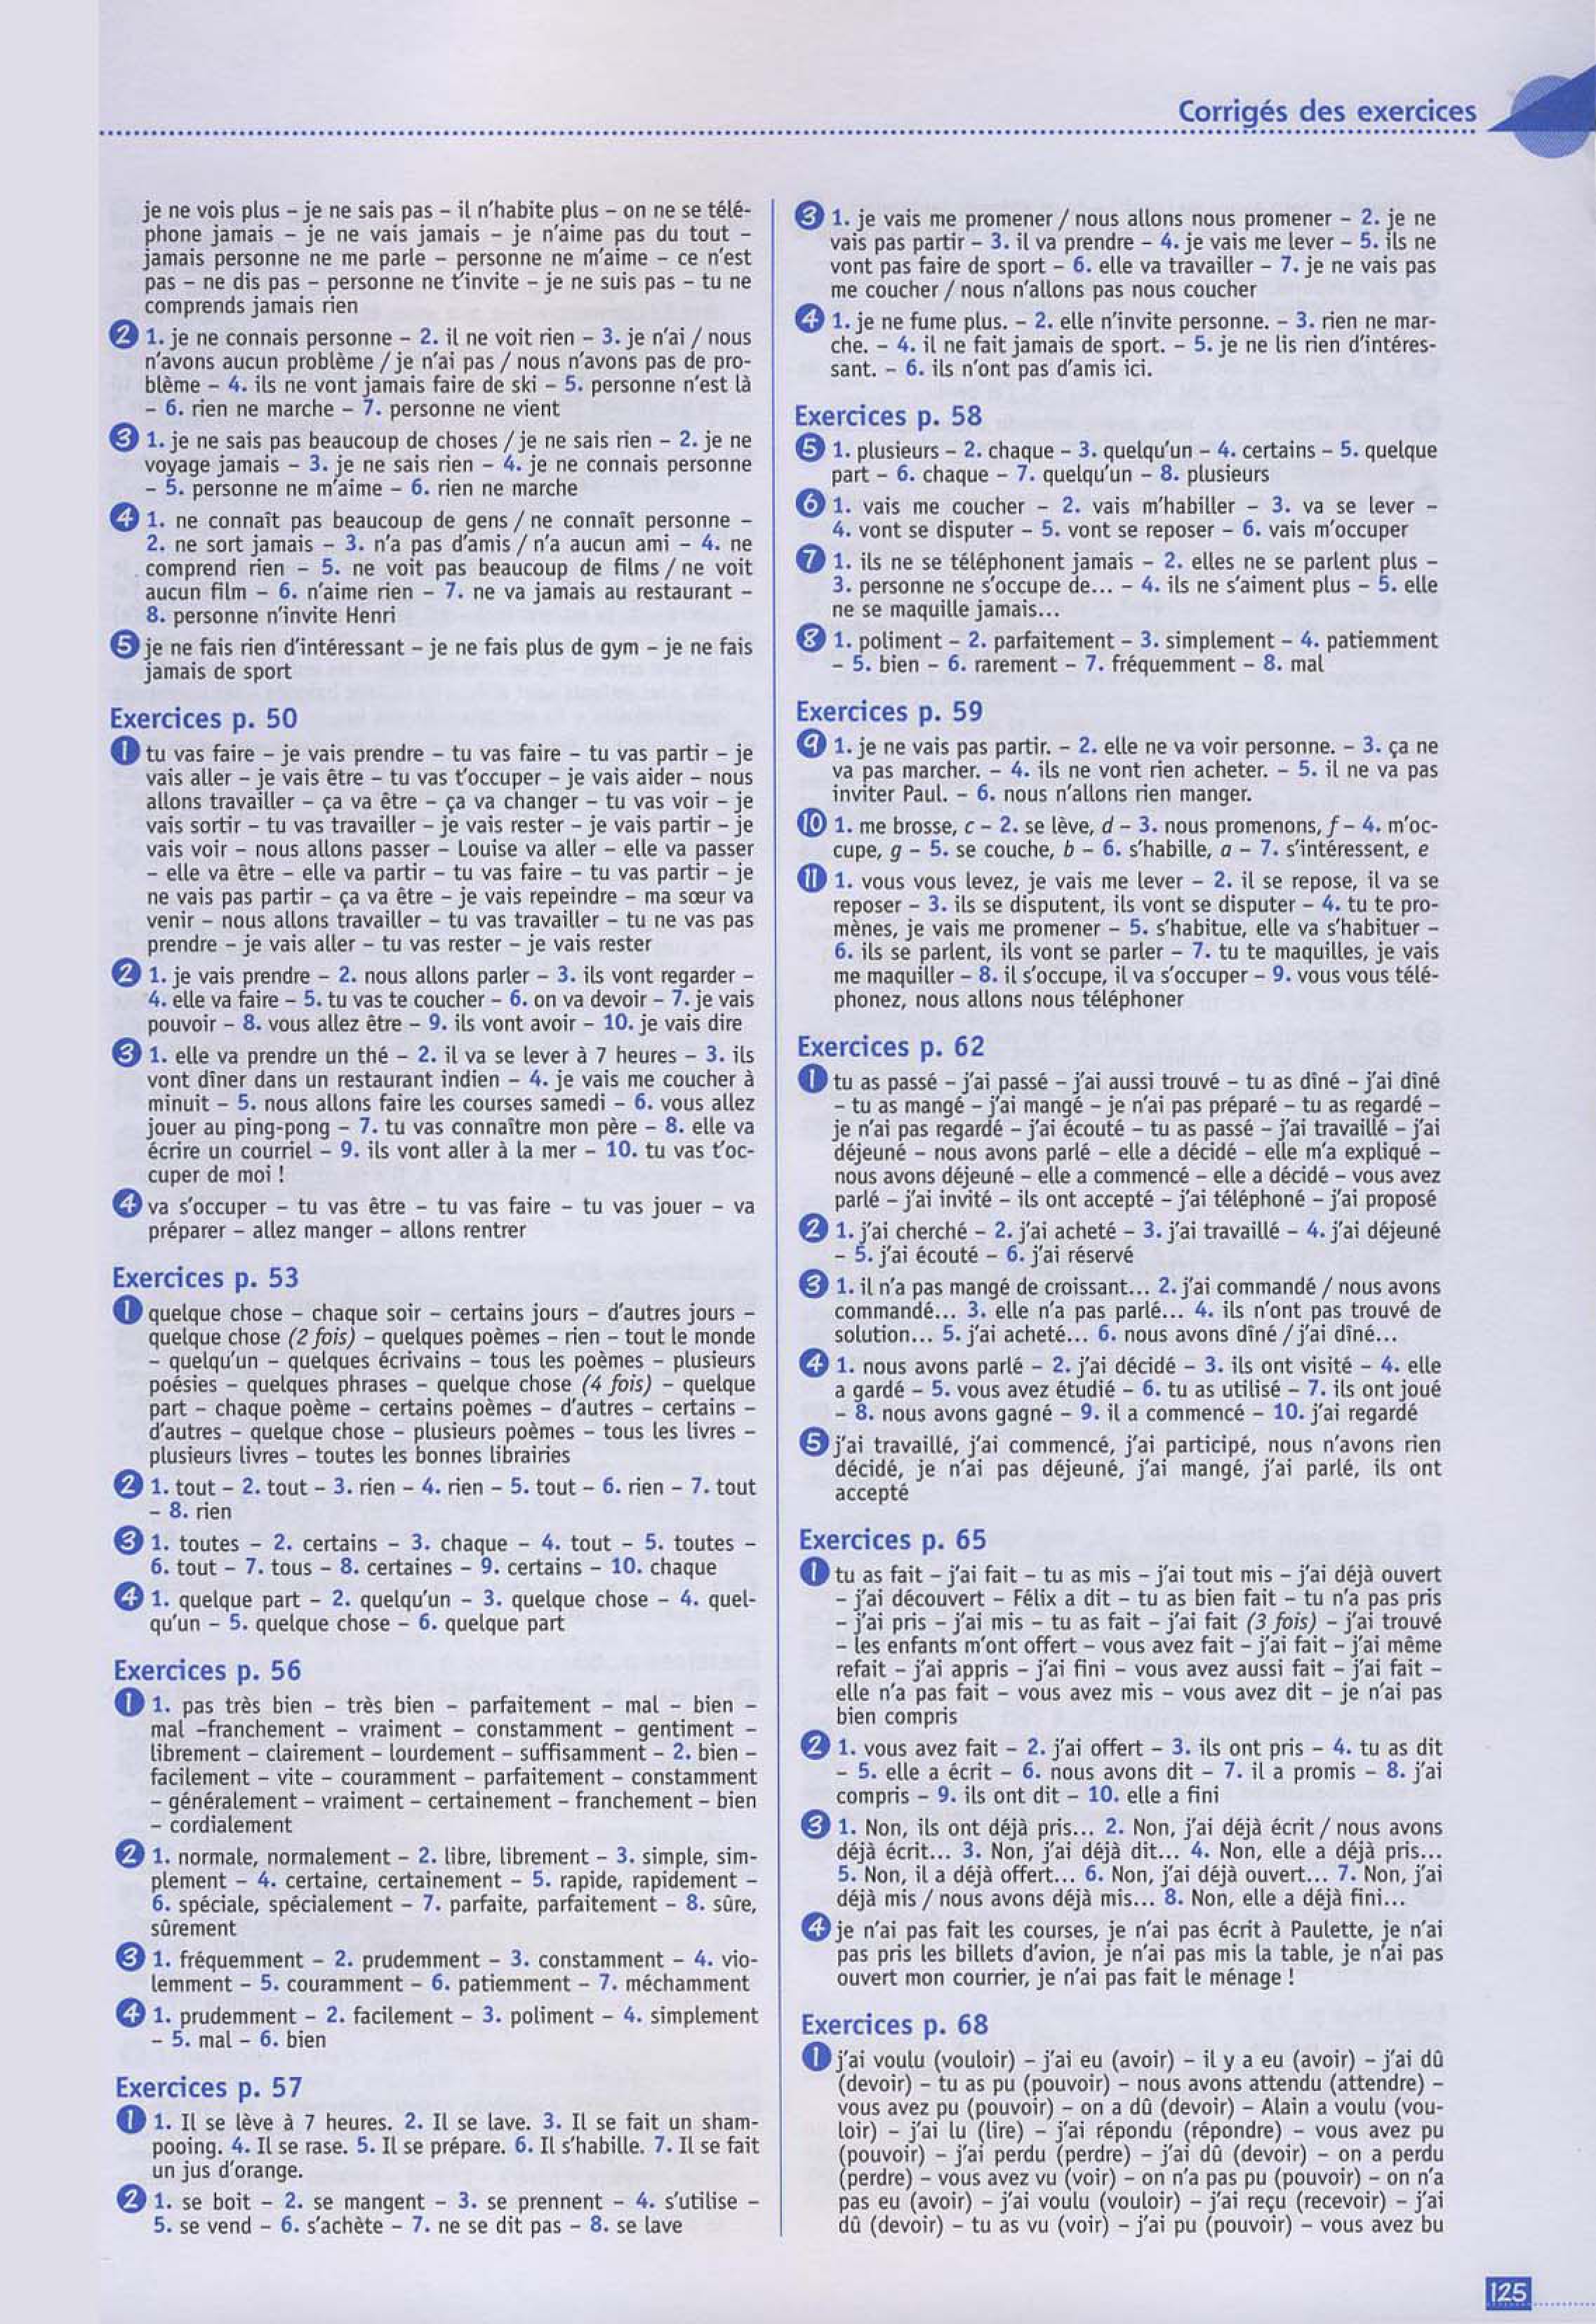 Corrigés des exercices
je ne vois plus – je ne sais pas – il n'habite plus – on ne se télé-
phone jamais – je ne vais jamais – je n'aime pas du tout –
jamais personne ne me parle – personne ne m'aime – ce n'est
pas – ne dis pas – personne ne t'invite – je ne suis pas – tu ne
comprends jamais rien
2 1. je ne connais personne – 2. il ne voit rien – 3. je n'ai / nous
n'avons aucun problème / je n'ai pas / nous n'avons pas de pro-
blème – 4. ils ne vont jamais faire de ski – 5. personne n'est là
– 6. rien ne marche – 7. personne ne vient
3 1. je ne sais pas beaucoup de choses / je ne sais rien – 2. je ne
voyage jamais – 3. je ne sais rien – 4. je ne connais personne
– 5. personne ne m'aime – 6. rien ne marche
4 1. ne connaît pas beaucoup de gens / ne connaît personne –
2. ne sort jamais – 3. n'a pas d'amis / n'a aucun ami – 4. ne
comprend rien – 5. ne voit pas beaucoup de films / ne voit
aucun film – 6. n'aime rien – 7. ne va jamais au restaurant –
8. personne n'invite Henri
5 je ne fais rien d'intéressant – je ne fais plus de gym – je ne fais
jamais de sport
Exercices p. 50
1 tu vas faire – je vais prendre – tu vas faire – tu vas partir – je
vais aller – je vais être – tu vas t'occuper – je vais aider – nous
allons travailler – ça va être – ça va changer – tu vas voir – je
vais sortir – tu vas travailler – je vais rester – je vais partir – je
vais voir – nous allons passer – Louise va aller – elle va passer
– elle va être – elle va partir – tu vas faire – tu vas partir – je
ne vais pas partir – ça va être – je vais repeindre – ma sœur va
venir – nous allons travailler – tu vas travailler – tu ne vas pas
prendre – je vais aller – tu vas rester – je vais rester
2 1. je vais prendre – 2. nous allons parler – 3. ils vont regarder –
4. elle va faire – 5. tu vas te coucher – 6. on va devoir – 7. je vais
pouvoir – 8. vous allez être – 9. ils vont avoir – 10. je vais dire
3 1. elle va prendre un thé – 2. il va se lever à 7 heures – 3. ils
vont dîner dans un restaurant indien – 4. je vais me coucher à
minuit – 5. nous allons faire les courses samedi – 6. vous allez
jouer au ping-pong – 7. tu vas connaître mon père – 8. elle va
écrire un courriel – 9. ils vont aller à la mer – 10. tu vas t'oc-
cuper de moi !
4 va s'occuper – tu vas être – tu vas faire – tu vas jouer – va
préparer – allez manger – allons rentrer
Exercices p. 53
1 quelque chose – chaque soir – certains jours – d'autres jours –
quelque chose (2 fois) – quelques poèmes – rien – tout le monde
– quelqu'un – quelques écrivains – tous les poèmes – plusieurs
poésies – quelques phrases – quelque chose (4 fois) – quelque
part – chaque poème – certains poèmes – d'autres – certains –
d'autres – quelque chose – plusieurs poèmes – tous les livres –
plusieurs livres – toutes les bonnes librairies
2 1. tout – 2. tout – 3. rien – 4. rien – 5. tout – 6. rien – 7. tout
– 8. rien
3 1. toutes – 2. certains – 3. chaque – 4. tout – 5. toutes –
6. tout – 7. tous – 8. certaines – 9. certains – 10. chaque
4 1. quelque part – 2. quelqu'un – 3. quelque chose – 4. quel-
qu'un – 5. quelque chose – 6. quelque part
Exercices p. 56
1 1. pas très bien – très bien – parfaitement – mal – bien –
mal –franchement – vraiment – constamment – gentiment –
librement – clairement – lourdement – suffisamment – 2. bien –
facilement – vite – couramment – parfaitement – constamment
– généralement – vraiment – certainement – franchement – bien
– cordialement
2 1. normale, normalement – 2. libre, librement – 3. simple, sim-
plement – 4. certaine, certainement – 5. rapide, rapidement –
6. spéciale, spécialement – 7. parfaite, parfaitement – 8. sûre,
sûrement
3 1. fréquemment – 2. prudemment – 3. constamment – 4. vio-
lemment – 5. couramment – 6. patiemment – 7. méchamment
4 1. prudemment – 2. facilement – 3. poliment – 4. simplement
– 5. mal – 6. bien
Exercices p. 57
1 1. Il se lève à 7 heures. 2. Il se lave. 3. Il se fait un sham-
pooing. 4. Il se rase. 5. Il se prépare. 6. Il s'habille. 7. Il se fait
un jus d'orange.
2 1. se boit – 2. se mangent – 3. se prennent – 4. s'utilise –
5. se vend – 6. s'achète – 7. ne se dit pas – 8. se lave
3 1. je vais me promener / nous allons nous promener – 2. je ne
vais pas partir – 3. il va prendre – 4. je vais me lever – 5. ils ne
vont pas faire de sport – 6. elle va travailler – 7. je ne vais pas
me coucher / nous n'allons pas nous coucher
4 1. je ne fume plus. – 2. elle n'invite personne. – 3. rien ne mar-
che. – 4. il ne fait jamais de sport. – 5. je ne lis rien d'intéres-
sant. – 6. ils n'ont pas d'amis ici.
Exercices p. 58
5 1. plusieurs – 2. chaque – 3. quelqu'un – 4. certains – 5. quelque
part – 6. chaque – 7. quelqu'un – 8. plusieurs
6 1. vais me coucher – 2. vais m'habiller – 3. va se lever –
4. vont se disputer – 5. vont se reposer – 6. vais m'occuper
7 1. ils ne se téléphonent jamais – 2. elles ne se parlent plus –
3. personne ne s'occupe de... – 4. ils ne s'aiment plus – 5. elle
ne se maquille jamais...
8 1. poliment – 2. parfaitement – 3. simplement – 4. patiemment
– 5. bien – 6. rarement – 7. fréquemment – 8. mal
Exercices p. 59
9 1. je ne vais pas partir. – 2. elle ne va voir personne. – 3. ça ne
va pas marcher. – 4. ils ne vont rien acheter. – 5. il ne va pas
inviter Paul. – 6. nous n'allons rien manger.
10 1. me brosse, c – 2. se lève, d – 3. nous promenons, f – 4. m'oc-
cupe, g – 5. se couche, b – 6. s'habille, a – 7. s'intéressent, e
11 1. vous vous levez, je vais me lever – 2. il se repose, il va se
reposer – 3. ils se disputent, ils vont se disputer – 4. tu te pro-
mènes, je vais me promener – 5. s'habitue, elle va s'habituer –
6. ils se parlent, ils vont se parler – 7. tu te maquilles, je vais
me maquiller – 8. il s'occupe, il va s'occuper – 9. vous vous télé-
phonez, nous allons nous téléphoner
Exercices p. 62
1 tu as passé – j'ai passé – j'ai aussi trouvé – tu as dîné – j'ai dîné
– tu as mangé – j'ai mangé – je n'ai pas préparé – tu as regardé –
je n'ai pas regardé – j'ai écouté – tu as passé – j'ai travaillé – j'ai
déjeuné – nous avons parlé – elle a décidé – elle m'a expliqué –
nous avons déjeuné – elle a commencé – elle a décidé – vous avez
parlé – j'ai invité – ils ont accepté – j'ai téléphoné – j'ai proposé
2 1. j'ai cherché – 2. j'ai acheté – 3. j'ai travaillé – 4. j'ai déjeuné
– 5. j'ai écouté – 6. j'ai réservé
3 1. il n'a pas mangé de croissant... 2. j'ai commandé / nous avons
commandé... 3. elle n'a pas parlé... 4. ils n'ont pas trouvé de
solution... 5. j'ai acheté... 6. nous avons dîné / j'ai dîné...
4 1. nous avons parlé – 2. j'ai décidé – 3. ils ont visité – 4. elle
a gardé – 5. vous avez étudié – 6. tu as utilisé – 7. ils ont joué
– 8. nous avons gagné – 9. il a commencé – 10. j'ai regardé
5 j'ai travaillé, j'ai commencé, j'ai participé, nous n'avons rien
décidé, je n'ai pas déjeuné, j'ai mangé, j'ai parlé, ils ont
accepté
Exercices p. 65
1 tu as fait – j'ai fait – tu as mis – j'ai tout mis – j'ai déjà ouvert
– j'ai découvert – Félix a dit – tu as bien fait – tu n'a pas pris
– j'ai pris – j'ai mis – tu as fait – j'ai fait (3 fois) – j'ai trouvé
– les enfants m'ont offert – vous avez fait – j'ai fait – j'ai même
refait – j'ai appris – j'ai fini – vous avez aussi fait – j'ai fait –
elle n'a pas fait – vous avez mis – vous avez dit – je n'ai pas
bien compris
2 1. vous avez fait – 2. j'ai offert – 3. ils ont pris – 4. tu as dit
– 5. elle a écrit – 6. nous avons dit – 7. il a promis – 8. j'ai
compris – 9. ils ont dit – 10. elle a fini
3 1. Non, ils ont déjà pris... 2. Non, j'ai déjà écrit / nous avons
déjà écrit... 3. Non, j'ai déjà dit... 4. Non, elle a déjà pris...
5. Non, il a déjà offert... 6. Non, j'ai déjà ouvert... 7. Non, j'ai
déjà mis / nous avons déjà mis... 8. Non, elle a déjà fini...
4 je n'ai pas fait les courses, je n'ai pas écrit à Paulette, je n'ai
pas pris les billets d'avion, je n'ai pas mis la table, je n'ai pas
ouvert mon courrier, je n'ai pas fait le ménage !
Exercices p. 68
1 j'ai voulu (vouloir) – j'ai eu (avoir) – il y a eu (avoir) – j'ai dû
(devoir) – tu as pu (pouvoir) – nous avons attendu (attendre) –
vous avez pu (pouvoir) – on a dû (devoir) – Alain a voulu (vou-
loir) – j'ai lu (lire) – j'ai répondu (répondre) – vous avez pu
(pouvoir) – j'ai perdu (perdre) – j'ai dû (devoir) – on a perdu
(perdre) – vous avez vu (voir) – on n'a pas pu (pouvoir) – on n'a
pas eu (avoir) – j'ai voulu (vouloir) – j'ai reçu (recevoir) – j'ai
dû (devoir) – tu as vu (voir) – j'ai pu (pouvoir) – vous avez bu
125